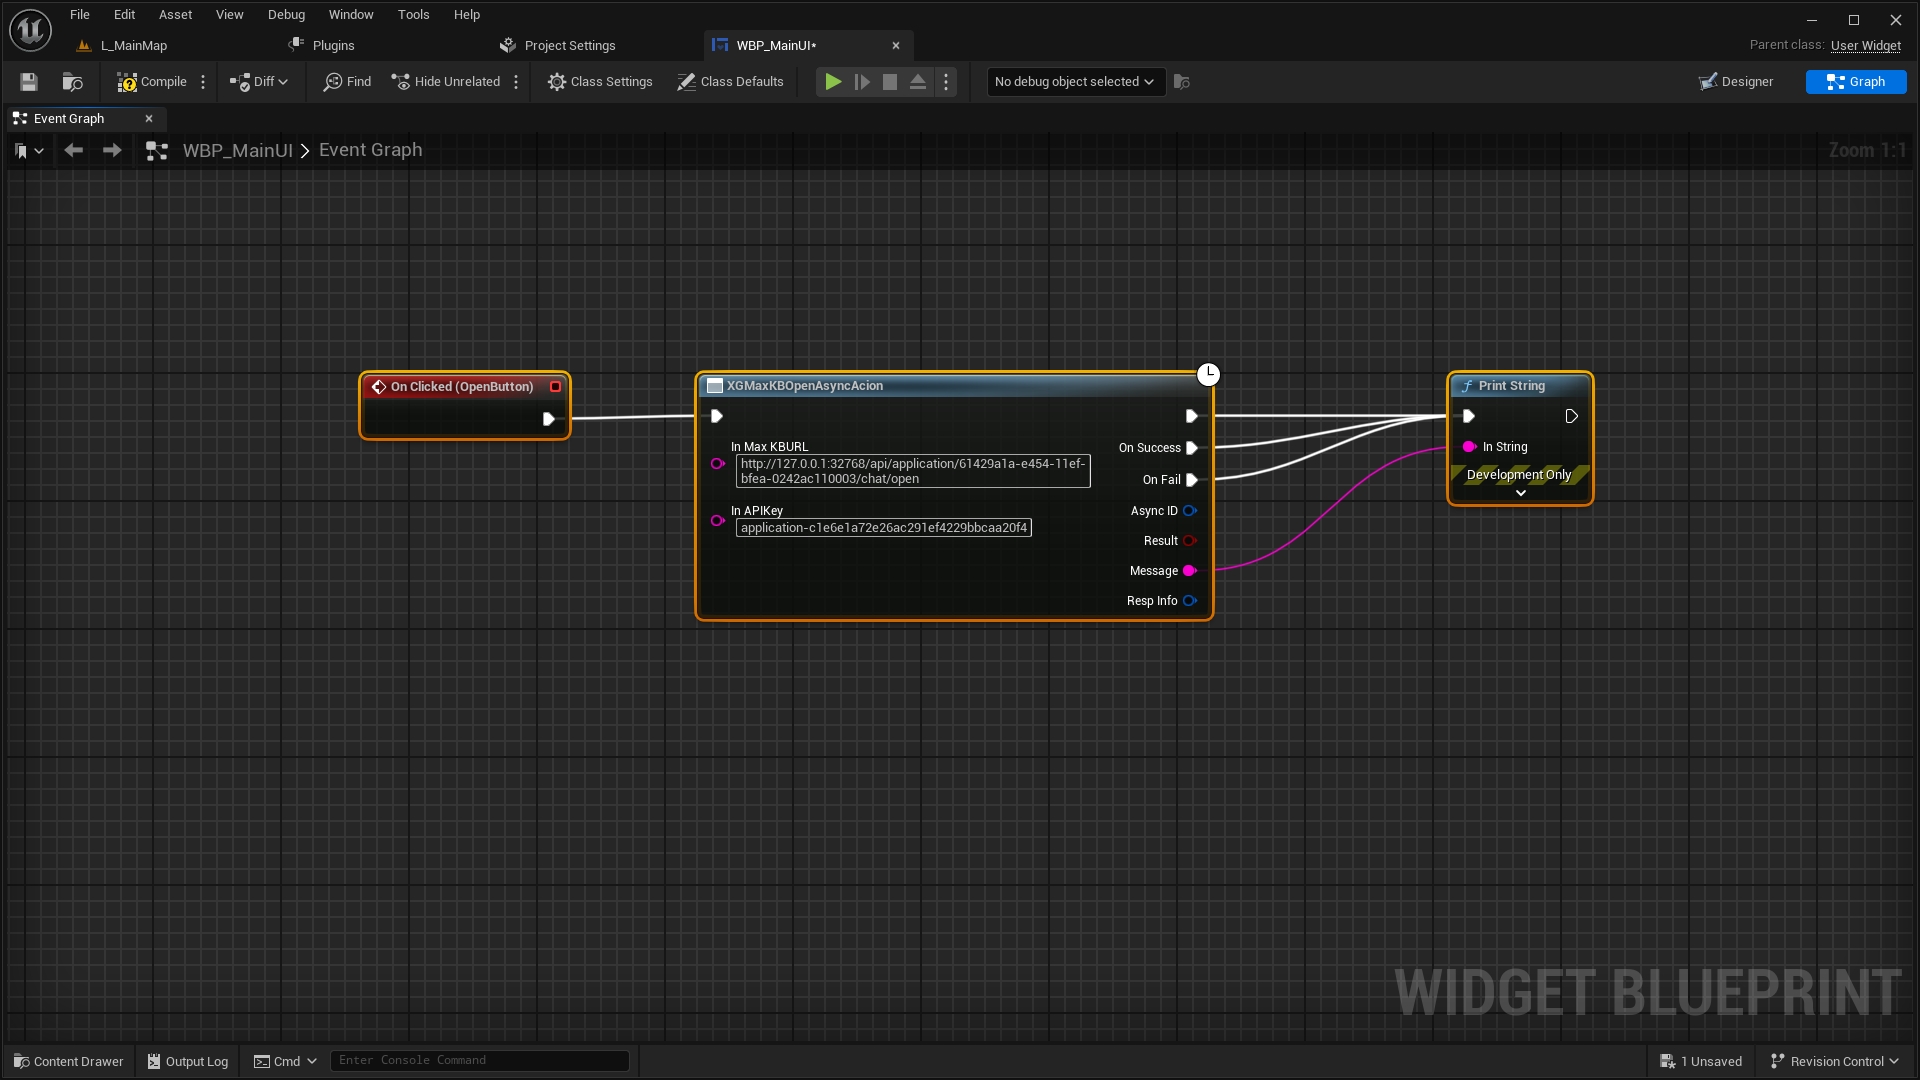 File Edit Asset View Debug Window Tools Help
L_MainMap Plugins Project Settings WBP_MainUI* Parent class: User Widget
Compile Diff Find Hide Unrelated Class Settings Class Defaults No debug object selected Designer Graph
Event Graph
WBP_MainUI > Event Graph Zoom 1:1
On Clicked (OpenButton)
XGMaxKBOpenAsyncAcion
In Max KBURL
http://127.0.0.1:32768/api/application/61429a1a-e454-11ef-
bfea-0242ac110003/chat/open
In APIKey
application-c1e6e1a72e26ac291ef4229bbcaa20f4
On Success
On Fail
Async ID
Result
Message
Resp Info
Print String
In String
Development Only
WIDGET BLUEPRINT
Content Drawer Output Log Cmd Enter Console Command 1 Unsaved Revision Control